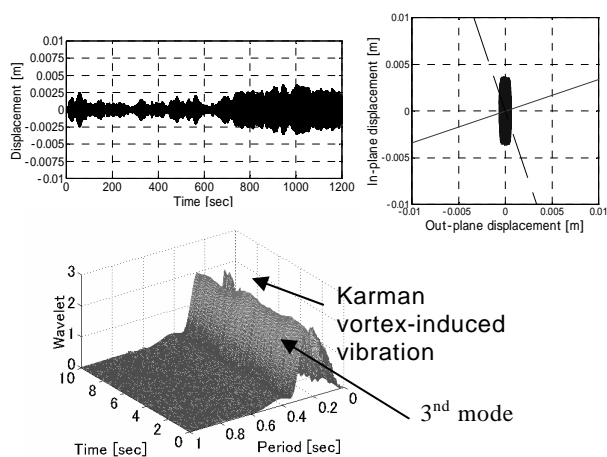 0.01
0.0075
0.005
0.0025
0
-0.0025
-0.005
-0.0075
-0.01
Displacement [m]
0 200 400 600 800 1000 1200
Time [sec]
0.01
0.005
0
-0.005
-0.01
In-plane displacement [m]
-0.01 -0.005 0 0.005 0.01
Out-plane displacement [m]
3
2
1
0
Wavelet
10
8
6
4
2
0
Time [sec]
1 0.8 0.6 0.4 0.2 0
Period [sec]
Karman
vortex-induced
vibration
3nd mode